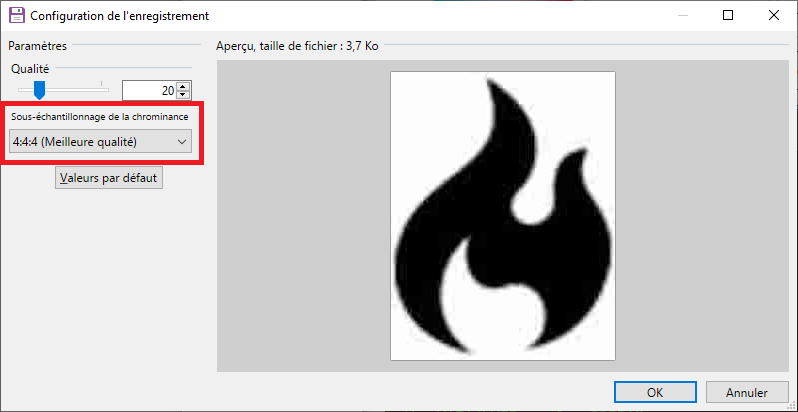 Configuration de l'enregistrement
Paramètres
Qualité
20
Sous-échantillonnage de la chrominance
4:4:4 (Meilleure qualité)
Valeurs par défaut
Aperçu, taille de fichier : 3,7 Ko
OK
Annuler